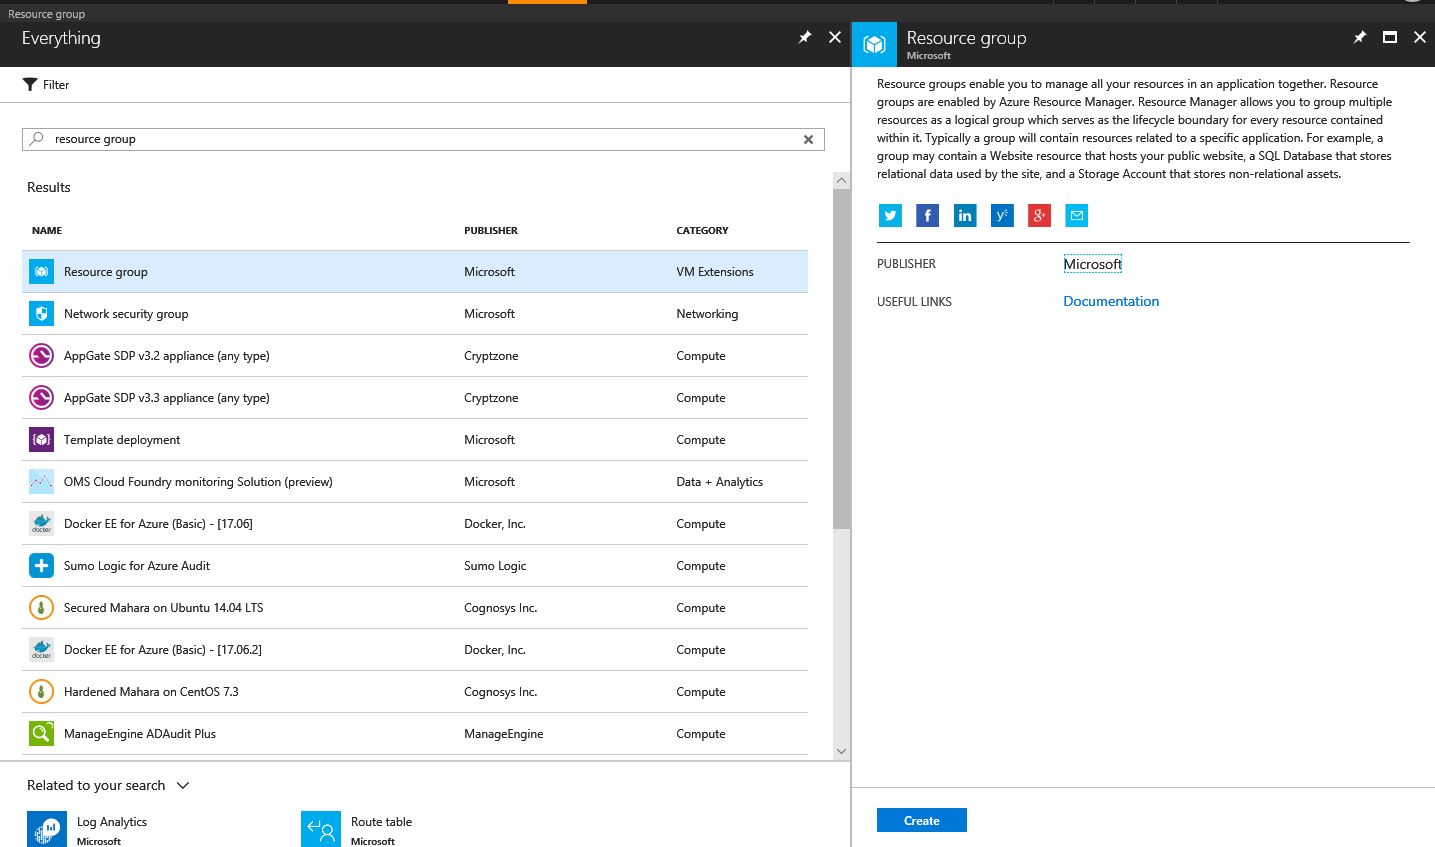 Resource group
Everything
Filter
resource group
Results
NAME PUBLISHER CATEGORY
Resource group Microsoft VM Extensions
Network security group Microsoft Networking
AppGate SDP v3.2 appliance (any type) Cryptzone Compute
AppGate SDP v3.3 appliance (any type) Cryptzone Compute
Template deployment Microsoft Compute
OMS Cloud Foundry monitoring Solution (preview) Microsoft Data + Analytics
docker
Docker EE for Azure (Basic) - [17.06] Docker, Inc. Compute
Sumo Logic for Azure Audit Sumo Logic Compute
Secured Mahara on Ubuntu 14.04 LTS Cognosys Inc. Compute
docker
Docker EE for Azure (Basic) - [17.06.2] Docker, Inc. Compute
Hardened Mahara on CentOS 7.3 Cognosys Inc. Compute
ManageEngine ADAudit Plus ManageEngine Compute
Related to your search
Log Analytics
Microsoft
Route table
Microsoft
Resource group
Microsoft
Resource groups enable you to manage all your resources in an application together. Resource
groups are enabled by Azure Resource Manager. Resource Manager allows you to group multiple
resources as a logical group which serves as the lifecycle boundary for every resource contained
within it. Typically a group will contain resources related to a specific application. For example, a
group may contain a Website resource that hosts your public website, a SQL Database that stores
relational data used by the site, and a Storage Account that stores non-relational assets.
PUBLISHER Microsoft
USEFUL LINKS Documentation
Create